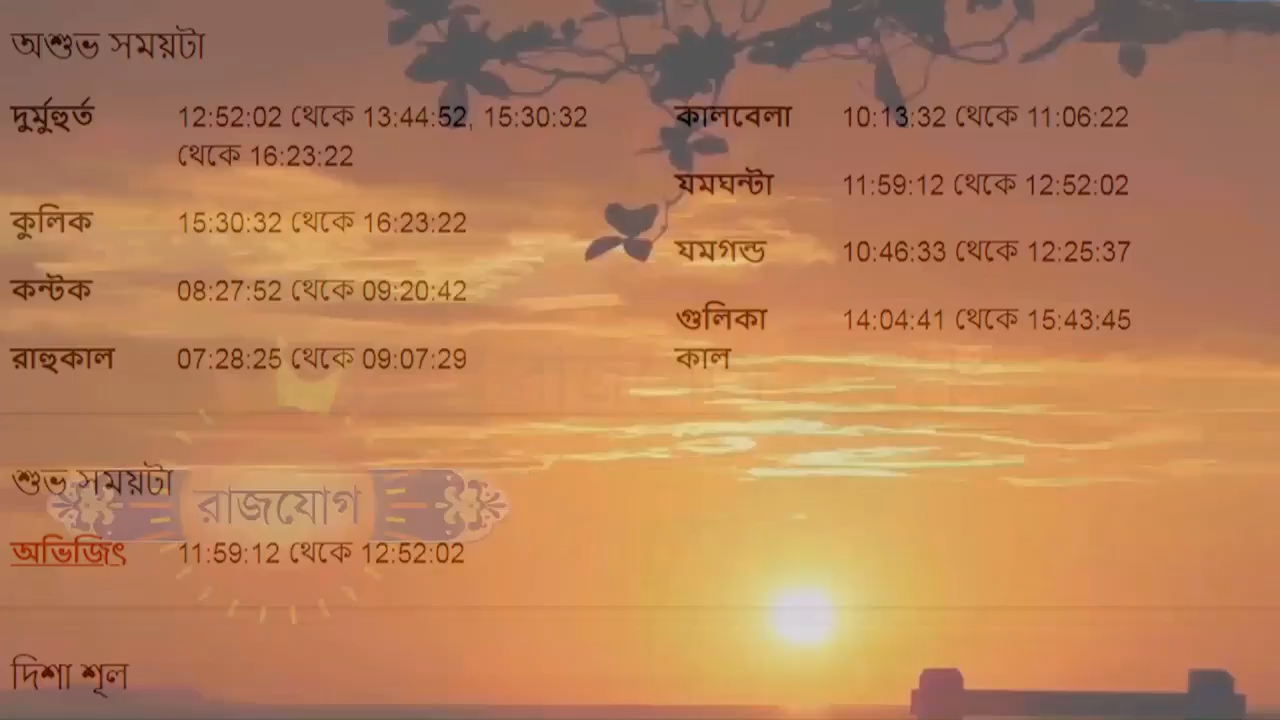 অশুভ সময়টা
দুর্মুহুর্ত 12:52:02 থেকে 13:44:52, 15:30:32
থেকে 16:23:22
কুলিক 15:30:32 থেকে 16:23:22
কন্টক 08:27:52 থেকে 09:20:42
রাহুকাল 07:28:25 থেকে 09:07:29
কালবেলা 10:13:32 থেকে 11:06:22
যমঘন্টা 11:59:12 থেকে 12:52:02
যমগন্ড 10:46:33 থেকে 12:25:37
গুলিকা 14:04:41 থেকে 15:43:45
কাল
শুভ সময়টা
রাজযোগ
অভিজিৎ 11:59:12 থেকে 12:52:02
দিশা শূল